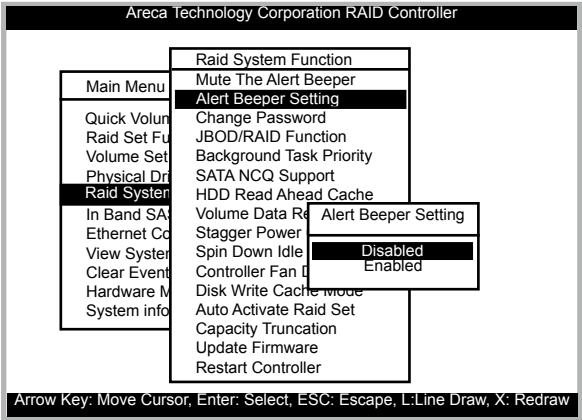 Areca Technology Corporation RAID Controller
Main Menu
Quick Volum
Raid Set Fu
Volume Set
Physical Dri
Raid System
In Band SA
Ethernet Co
View System
Clear Event
Hardware M
System info
Raid System Function
Mute The Alert Beeper
Alert Beeper Setting
Change Password
JBOD/RAID Function
Background Task Priority
SATA NCQ Support
HDD Read Ahead Cache
Volume Data Re
Stagger Power
Spin Down Idle
Controller Fan D
Disk Write Cache Mode
Auto Activate Raid Set
Capacity Truncation
Update Firmware
Restart Controller
Alert Beeper Setting
Disabled
Enabled
Arrow Key: Move Cursor, Enter: Select, ESC: Escape, L:Line Draw, X: Redraw